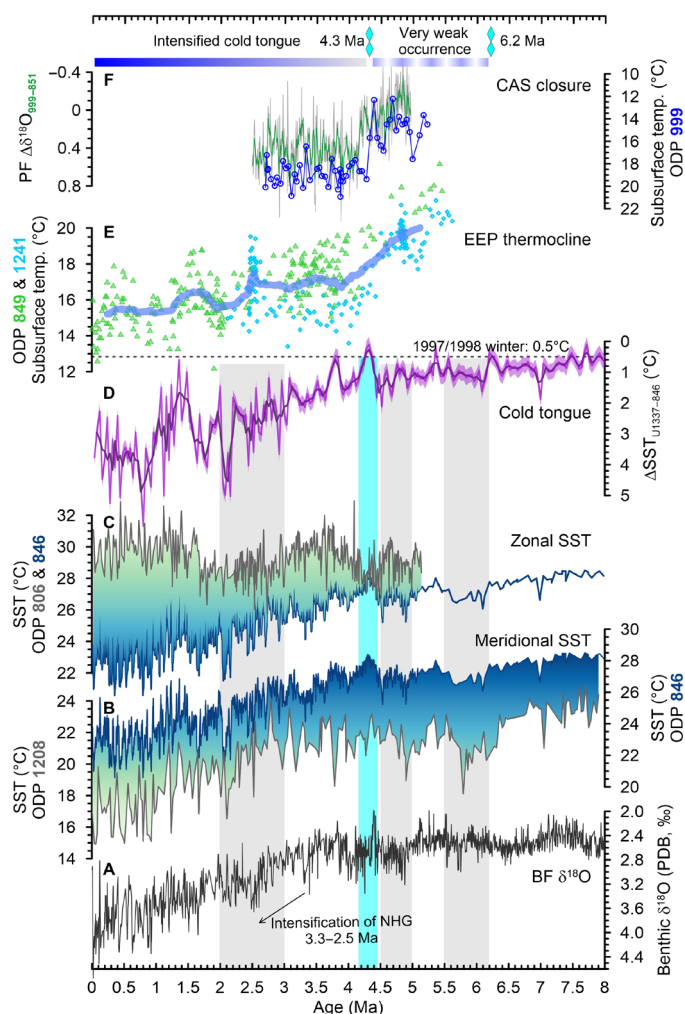 Intensified cold tongue
4.3 Ma
Very weak
occurrence
6.2 Ma
F
CAS closure
−0.4
0
0.4
0.8
PF Δδ18O999–851
10
12
14
16
18
20
22
Subsurface temp. (°C)
ODP 999
E
EEP thermocline
20
18
16
14
12
ODP 849 & 1241
Subsurface temp. (°C)
1997/1998 winter: 0.5°C
D
Cold tongue
0
1
2
3
4
5
ΔSSTU1337–846 (°C)
C
Zonal SST
32
30
28
26
24
22
SST (°C)
ODP 806 & 846
Meridional SST
30
28
26
24
22
20
SST (°C)
ODP 846
B
24
22
20
18
16
14
SST (°C)
ODP 1208
A
BF δ18O
2.0
2.4
2.8
3.2
3.6
4.0
4.4
Benthic δ18O (PDB, ‰)
Intensification of NHG
3.3–2.5 Ma
0 0.5 1 1.5 2 2.5 3 3.5 4 4.5 5 5.5 6 6.5 7 7.5 8
Age (Ma)